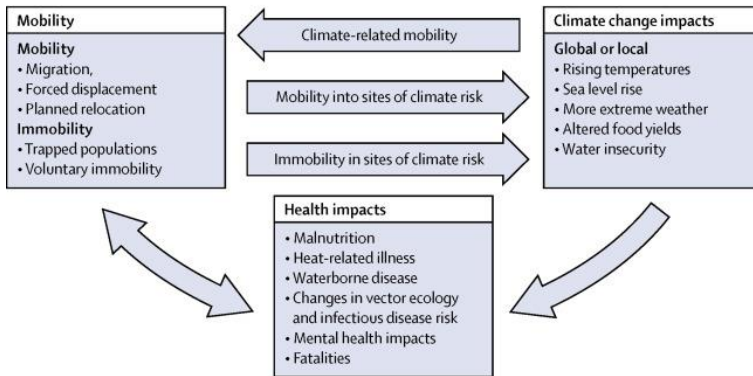 Mobility
Mobility
• Migration,
• Forced displacement
• Planned relocation
Immobility
• Trapped populations
• Voluntary immobility
Climate-related mobility
Mobility into sites of climate risk
Immobility in sites of climate risk
Climate change impacts
Global or local
• Rising temperatures
• Sea level rise
• More extreme weather
• Altered food yields
• Water insecurity
Health impacts
• Malnutrition
• Heat-related illness
• Waterborne disease
• Changes in vector ecology
and infectious disease risk
• Mental health impacts
• Fatalities